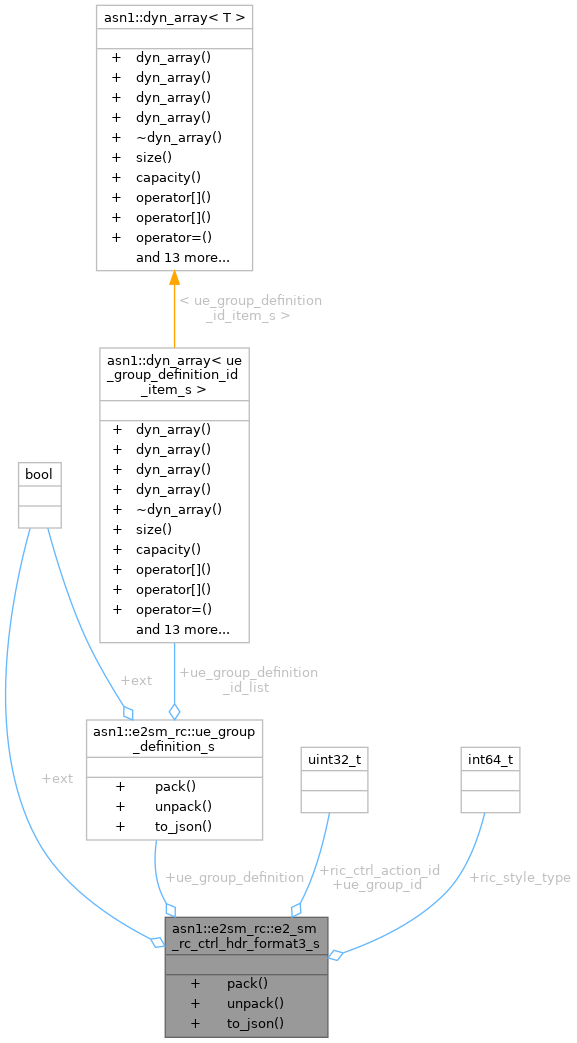 asn1::dyn_array< T >
+ dyn_array()
+ dyn_array()
+ dyn_array()
+ dyn_array()
+ ~dyn_array()
+ size()
+ capacity()
+ operator[]()
+ operator[]()
+ operator=()
and 13 more...
< ue_group_definition
_id_item_s >
asn1::dyn_array< ue
_group_definition_id
_item_s >
+ dyn_array()
+ dyn_array()
+ dyn_array()
+ dyn_array()
+ ~dyn_array()
+ size()
+ capacity()
+ operator[]()
+ operator[]()
+ operator=()
and 13 more...
bool
+ext
+ue_group_definition
_id_list
asn1::e2sm_rc::ue_group
_definition_s
+ pack()
+ unpack()
+ to_json()
uint32_t
int64_t
+ext
+ue_group_definition
+ric_ctrl_action_id
+ue_group_id
+ric_style_type
asn1::e2sm_rc::e2_sm
_rc_ctrl_hdr_format3_s
+ pack()
+ unpack()
+ to_json()